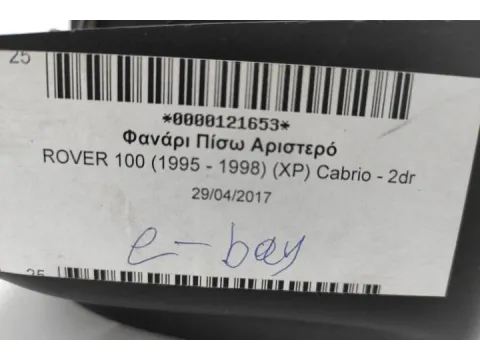 25
*0000121653*
Φανάρι Πίσω Αριστερό
ROVER 100 (1995 - 1998) (XP) Cabrio - 2dr
29/04/2017
e-bay
25